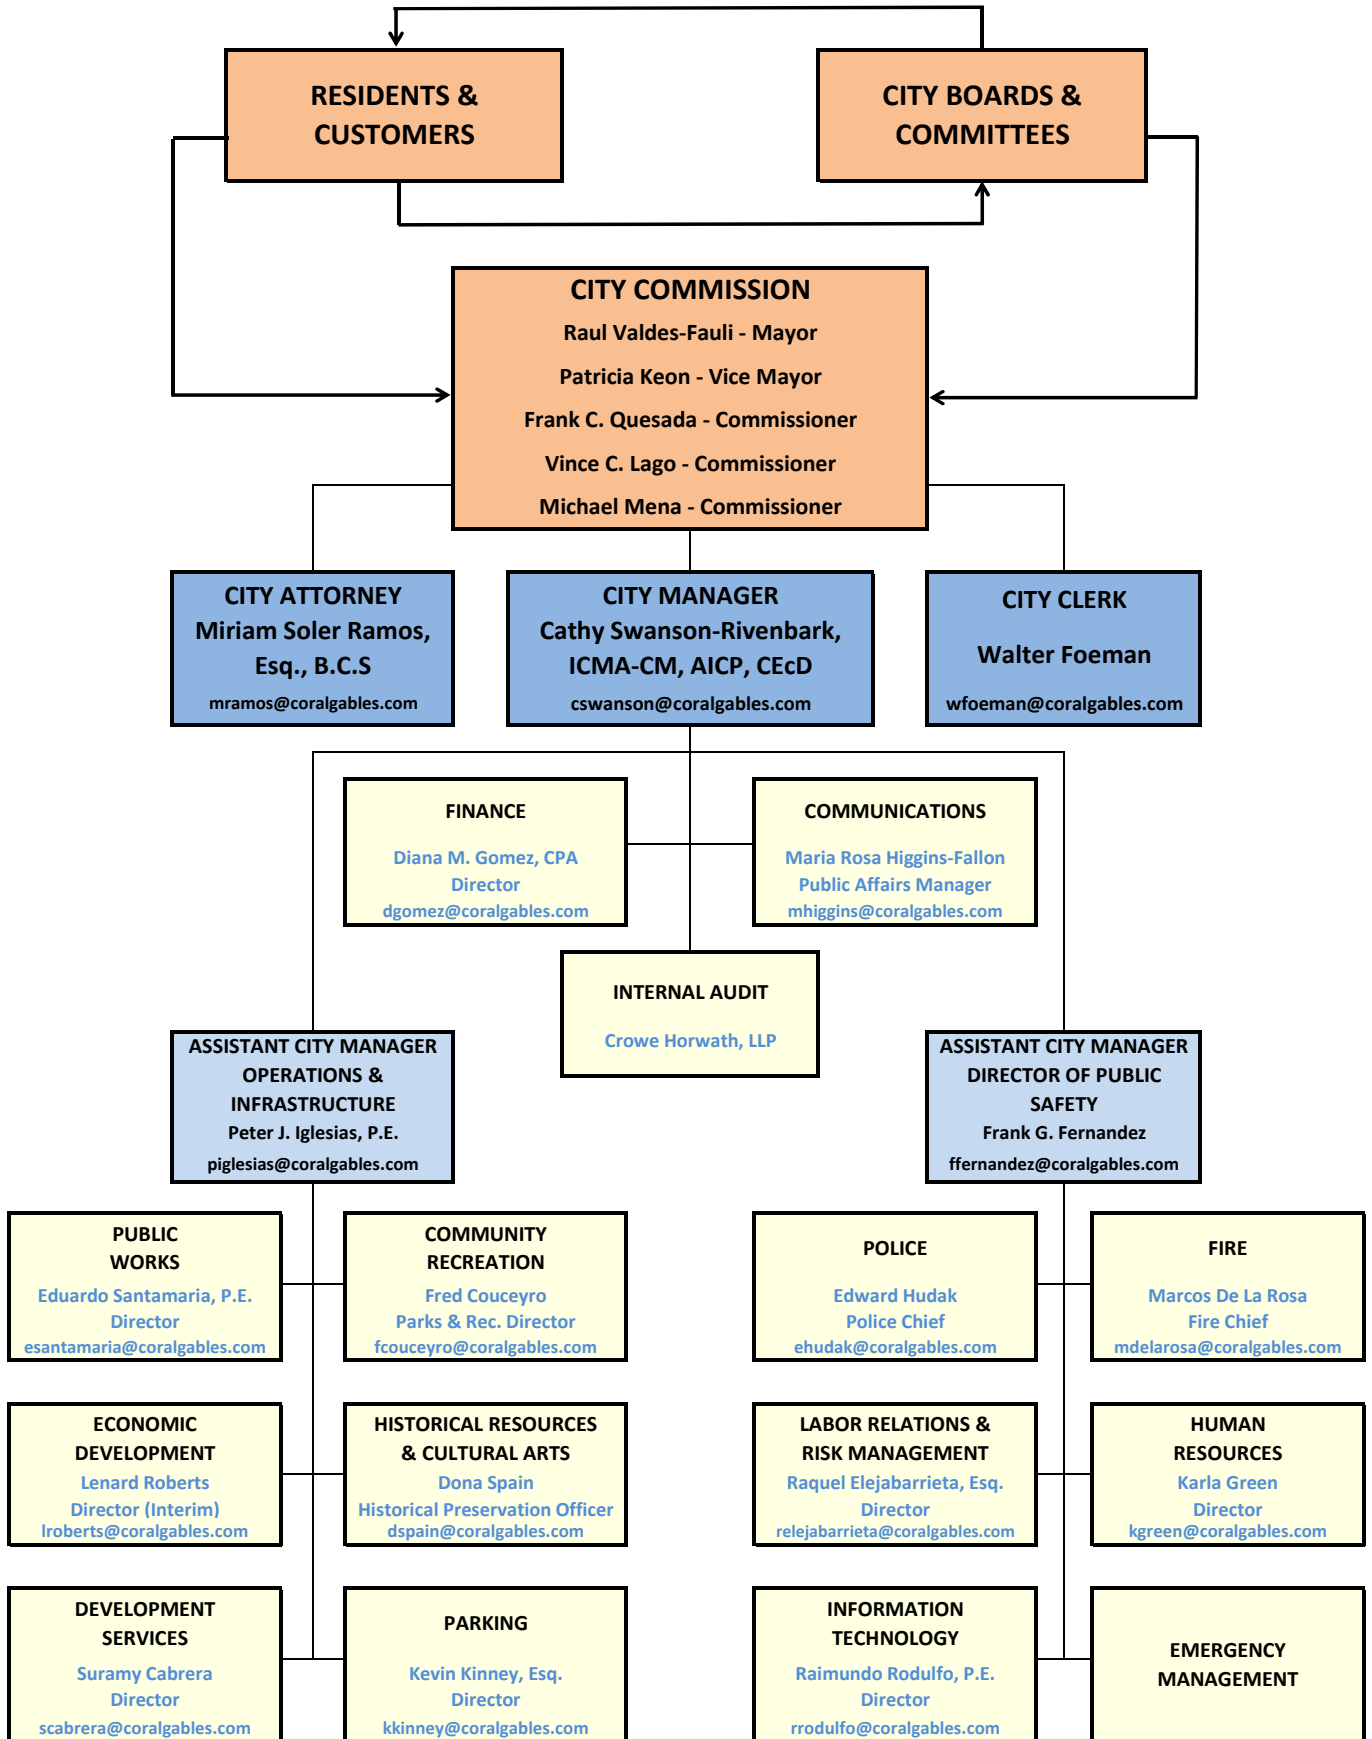 RESIDENTS &
CUSTOMERS
CITY BOARDS &
COMMITTEES
CITY COMMISSION
Raul Valdes-Fauli - Mayor
Patricia Keon - Vice Mayor
Frank C. Quesada - Commissioner
Vince C. Lago - Commissioner
Michael Mena - Commissioner
CITY ATTORNEY
Miriam Soler Ramos,
Esq., B.C.S
mramos@coralgables.com
CITY MANAGER
Cathy Swanson-Rivenbark,
ICMA-CM, AICP, CEcD
cswanson@coralgables.com
CITY CLERK
Walter Foeman
wfoeman@coralgables.com
FINANCE
Diana M. Gomez, CPA
Director
dgomez@coralgables.com
COMMUNICATIONS
Maria Rosa Higgins-Fallon
Public Affairs Manager
mhiggins@coralgables.com
INTERNAL AUDIT
Crowe Horwath, LLP
ASSISTANT CITY MANAGER
OPERATIONS &
INFRASTRUCTURE
Peter J. Iglesias, P.E.
piglesias@coralgables.com
ASSISTANT CITY MANAGER
DIRECTOR OF PUBLIC
SAFETY
Frank G. Fernandez
ffernandez@coralgables.com
PUBLIC
WORKS
Eduardo Santamaria, P.E.
Director
esantamaria@coralgables.com
COMMUNITY
RECREATION
Fred Couceyro
Parks & Rec. Director
fcouceyro@coralgables.com
POLICE
Edward Hudak
Police Chief
ehudak@coralgables.com
FIRE
Marcos De La Rosa
Fire Chief
mdelarosa@coralgables.com
ECONOMIC
DEVELOPMENT
Lenard Roberts
Director (Interim)
lroberts@coralgables.com
HISTORICAL RESOURCES
& CULTURAL ARTS
Dona Spain
Historical Preservation Officer
dspain@coralgables.com
LABOR RELATIONS &
RISK MANAGEMENT
Raquel Elejabarrieta, Esq.
Director
relejabarrieta@coralgables.com
HUMAN
RESOURCES
Karla Green
Director
kgreen@coralgables.com
DEVELOPMENT
SERVICES
Suramy Cabrera
Director
scabrera@coralgables.com
PARKING
Kevin Kinney, Esq.
Director
kkinney@coralgables.com
INFORMATION
TECHNOLOGY
Raimundo Rodulfo, P.E.
Director
rrodulfo@coralgables.com
EMERGENCY
MANAGEMENT